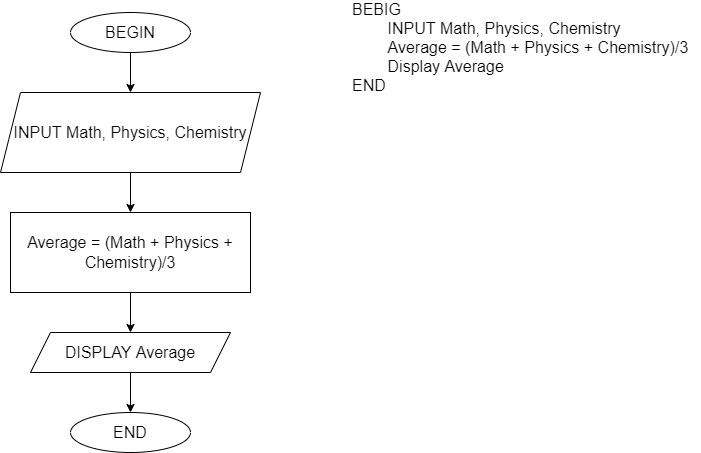 BEGIN
INPUT Math, Physics, Chemistry
Average = (Math + Physics +
Chemistry)/3
DISPLAY Average
END
BEBIG
INPUT Math, Physics, Chemistry
Average = (Math + Physics + Chemistry)/3
Display Average
END